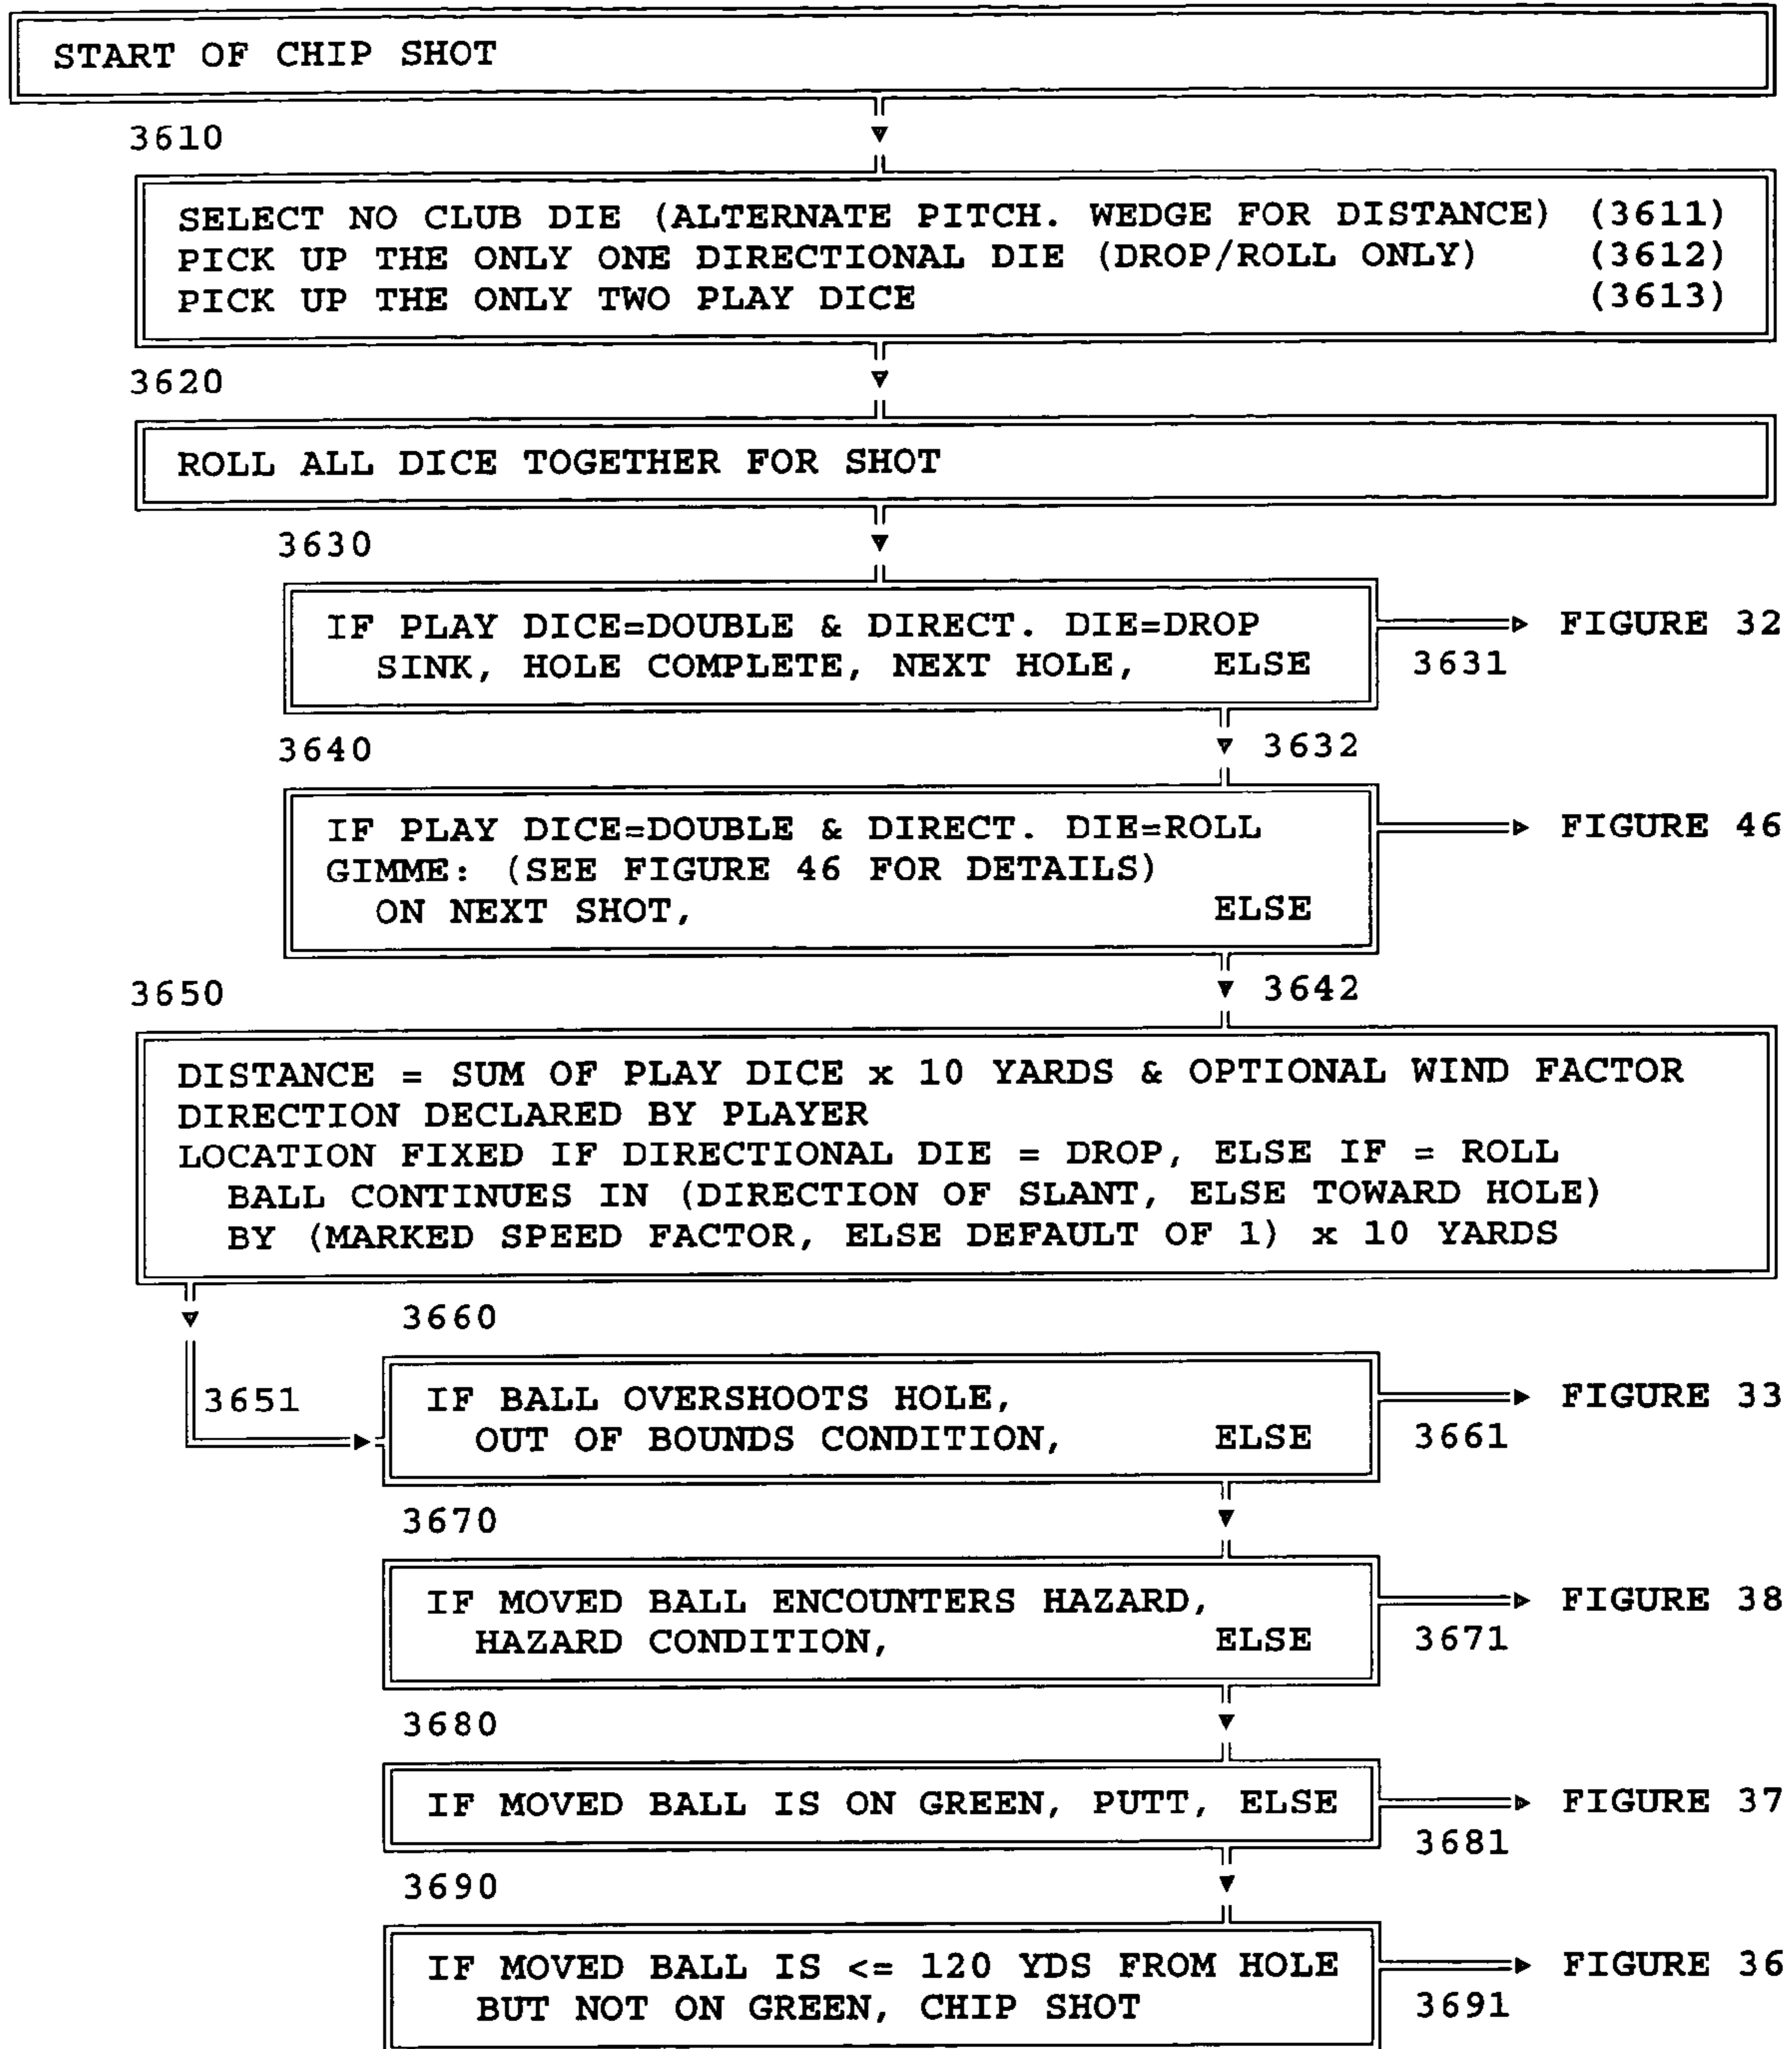 START OF CHIP SHOT
3610
SELECT NO CLUB DIE (ALTERNATE PITCH. WEDGE FOR DISTANCE) (3611)
PICK UP THE ONLY ONE DIRECTIONAL DIE (DROP/ROLL ONLY) (3612)
PICK UP THE ONLY TWO PLAY DICE (3613)
3620
ROLL ALL DICE TOGETHER FOR SHOT
3630
IF PLAY DICE=DOUBLE & DIRECT. DIE=DROP FIGURE 32
SINK, HOLE COMPLETE, NEXT HOLE, ELSE 3631
3640 3632
IF PLAY DICE=DOUBLE & DIRECT. DIE=ROLL FIGURE 46
GIMME: (SEE FIGURE 46 FOR DETAILS)
ON NEXT SHOT, ELSE
3650 3642
DISTANCE = SUM OF PLAY DICE x 10 YARDS & OPTIONAL WIND FACTOR
DIRECTION DECLARED BY PLAYER
LOCATION FIXED IF DIRECTIONAL DIE = DROP, ELSE IF = ROLL
BALL CONTINUES IN (DIRECTION OF SLANT, ELSE TOWARD HOLE)
BY (MARKED SPEED FACTOR, ELSE DEFAULT OF 1) x 10 YARDS
3660
3651 IF BALL OVERSHOOTS HOLE, FIGURE 33
OUT OF BOUNDS CONDITION, ELSE 3661
3670
IF MOVED BALL ENCOUNTERS HAZARD, FIGURE 38
HAZARD CONDITION, ELSE 3671
3680
IF MOVED BALL IS ON GREEN, PUTT, ELSE FIGURE 37
3681
3690
IF MOVED BALL IS <= 120 YDS FROM HOLE FIGURE 36
BUT NOT ON GREEN, CHIP SHOT 3691